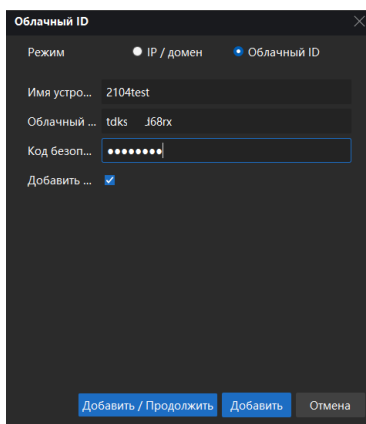 Облачный ID
Режим IP / домен Облачный ID
Имя устро... 2104test
Облачный ... tdks d68rx
Код безоп... ••••••••
Добавить ...
Добавить / Продолжить Добавить Отмена